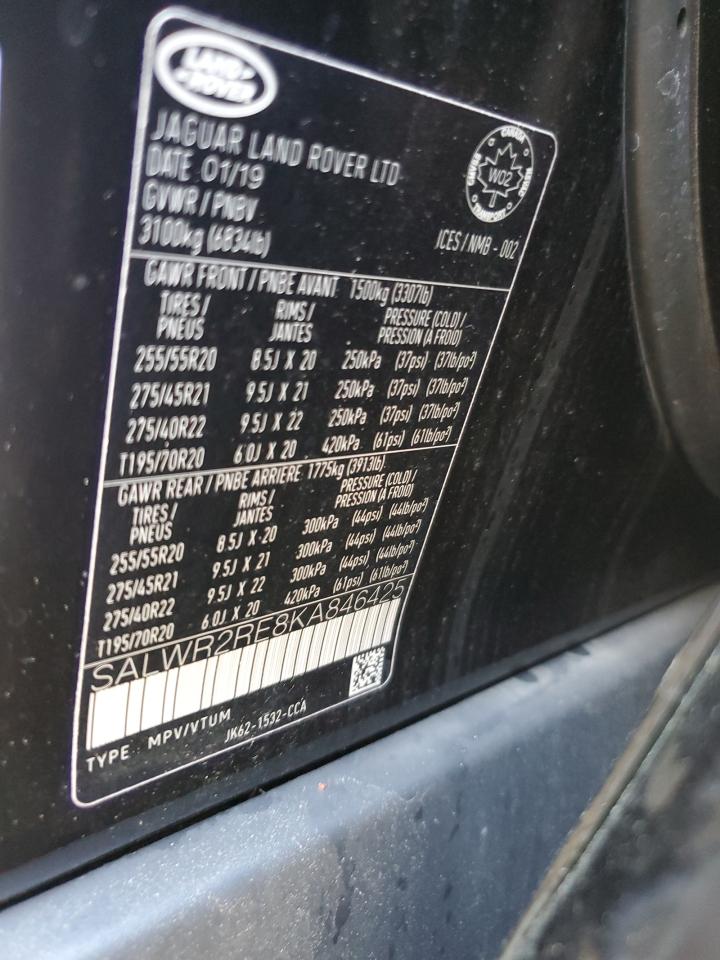 LAND ROVER
JAGUAR LAND ROVER LTD
DATE 01/19
GVWR / PNBV
3100kg (6834lb)
CANADA
W02
TRANSPORT
ICES / NMB - 002
GAWR FRONT / PNBE AVANT 1500kg (3307lb)
TIRES / PNEUS RIMS / JANTES PRESSURE (COLD) / PRESSION (A FROID)
255/55R20 8.5J X 20 250kPa (37psi) (37lb/po²)
275/45R21 9.5J X 21 250kPa (37psi) (37lb/po²)
275/40R22 9.5J X 22 250kPa (37psi) (37lb/po²)
T195/70R20 6.0J X 20 420kPa (61psi) (61lb/po²)
GAWR REAR / PNBE ARRIERE 1775kg (3913lb)
TIRES / PNEUS RIMS / JANTES PRESSURE (COLD) / PRESSION (A FROID)
255/55R20 8.5J X 20 300kPa (44psi) (44lb/po²)
275/45R21 9.5J X 21 300kPa (44psi) (44lb/po²)
275/40R22 9.5J X 22 300kPa (44psi) (44lb/po²)
T195/70R20 6.0J X 20 420kPa (61psi) (61lb/po²)
SALWR2RE8KA846425
TYPE MPV/VTUM
JK62-1532-CCA